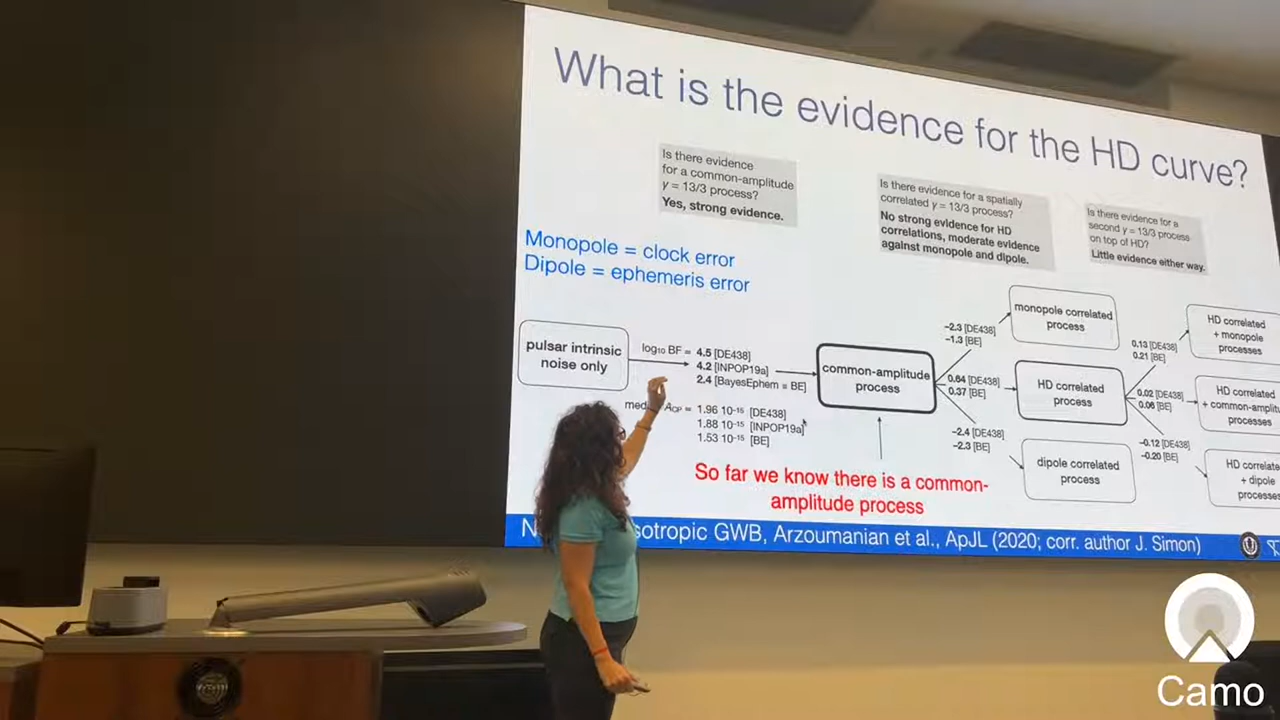 What is the evidence for the HD curve?
Is there evidence
for a common-amplitude
γ = 13/3 process?
Yes, strong evidence.
Is there evidence for a spatially
correlated γ = 13/3 process?
No strong evidence for HD
correlations, moderate evidence
against monopole and dipole.
Is there evidence for a
second γ = 13/3 process
on top of HD?
Little evidence either way.
Monopole = clock error
Dipole = ephemeris error
pulsar intrinsic
noise only
log₁₀ BF = 4.5 [DE438]
4.2 [INPOP19a]
2.4 [BayesEphem = BE]
A_CP = 1.96 10⁻¹⁵ [DE438]
1.88 10⁻¹⁵ [INPOP19a]
1.53 10⁻¹⁵ [BE]
common-amplitude
process
−2.3 [DE438]
−1.3 [BE]
0.64 [DE438]
0.37 [BE]
−2.4 [DE438]
−2.3 [BE]
monopole correlated
process
HD correlated
process
dipole correlated
process
0.13 [DE438]
0.21 [BE]
0.02 [DE438]
0.06 [BE]
−0.12 [DE438]
−0.20 [BE]
HD correlated
+ monopole
processes
HD correlated
+ common-ampli
process
HD correlate
+ dipole
processes
So far we know there is a common-
amplitude process
sotropic GWB, Arzoumanian et al., ApJL (2020; corr. author J. Simon)
Camo